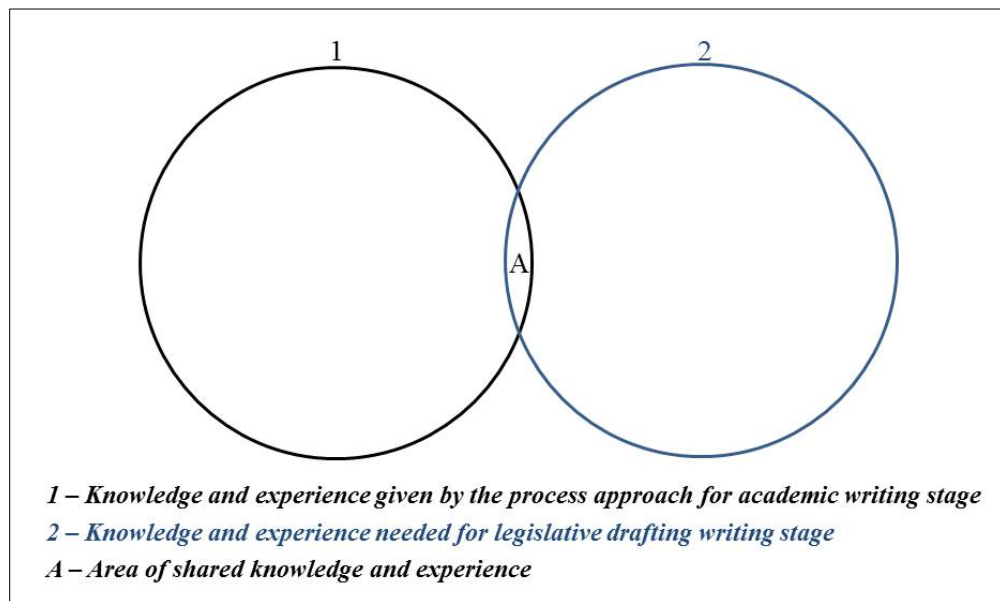 1
2
A
1 – Knowledge and experience given by the process approach for academic writing stage
2 – Knowledge and experience needed for legislative drafting writing stage
A – Area of shared knowledge and experience